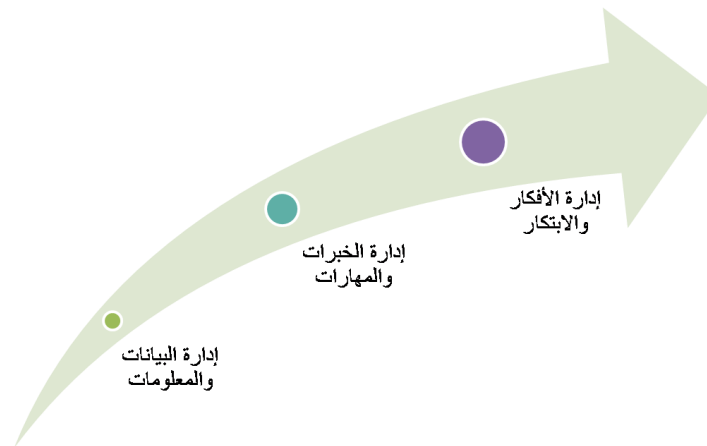 إدارة الأفكار
والابتكار
إدارة الخبرات
والمهارات
إدارة البيانات
والمعلومات